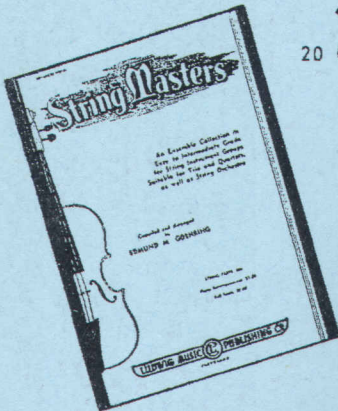 20
String Masters
An Ensemble Collection in
Easy to Intermediate Grade
for String Instrument Groups
Suitable for Trio and Quartet,
as well as String Orchestra
Compiled and Arranged
by
EDMUND M. GOEHRING
LUDWIG MUSIC PUBLISHING CO.